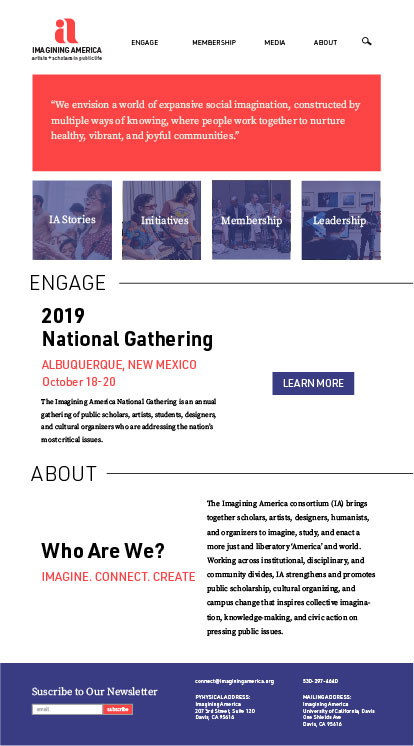 IMAGINING AMERICA
artists + scholars in public life
ENGAGE
MEMBERSHIP
MEDIA
ABOUT
“We envision a world of expansive social imagination, constructed by
multiple ways of knowing, where people work together to nurture
healthy, vibrant, and joyful communities.”
IA Stories
Initiatives
Membership
Leadership
ENGAGE
2019
National Gathering
ALBUQUERQUE, NEW MEXICO
October 18-20
The Imagining America National Gathering is an annual
gathering of public scholars, artists, students, designers,
and cultural organizers who are addressing the nation's
most critical issues.
LEARN MORE
ABOUT
Who Are We?
IMAGINE. CONNECT. CREATE
The Imagining America consortium (IA) brings
together scholars, artists, designers, humanists,
and organizers to imagine, study, and enact a
more just and liberatory ‘America’ and world.
Working across institutional, disciplinary, and
community divides, IA strengthens and promotes
public scholarship, cultural organizing, and
campus change that inspires collective imagina-
tion, knowledge-making, and civic action on
pressing public issues.
Suscribe to Our Newsletter
email
subscribe
connect@imaginingamerica.org
PYHYSICAL ADDRESS:
Imagining America
207 3rd Street, Suite 120
Davis, CA 95616
530-297-4640
MAILING ADDRESS:
Imagining America
University of California, Davis
One Shields Ave
Davis, CA 95616